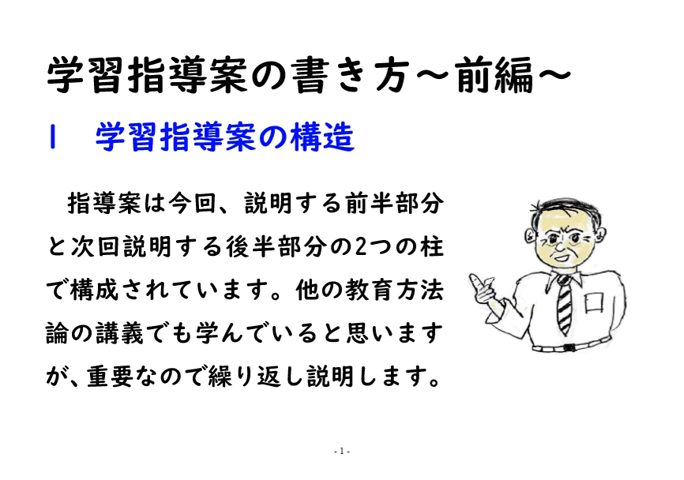 学習指導案の書き方～前編～
1　学習指導案の構造
指導案は今回、説明する前半部分
と次回説明する後半部分の2つの柱
で構成されています。他の教育方法
論の講義でも学んでいると思います
が、重要なので繰り返し説明します。
- 1 -